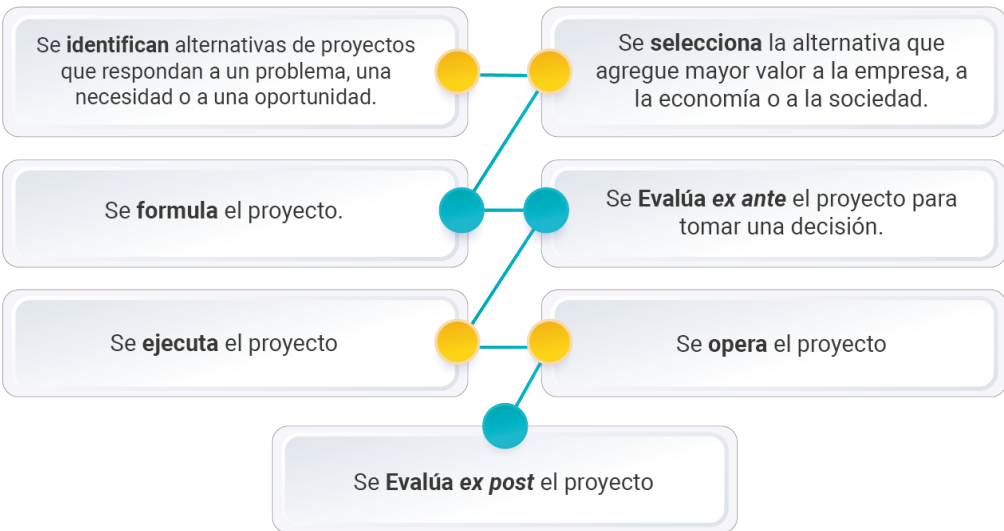 Se identifican alternativas de proyectos
que respondan a un problema, una
necesidad o a una oportunidad.
Se selecciona la alternativa que
agregue mayor valor a la empresa, a
la economía o a la sociedad.
Se formula el proyecto.
Se Evalúa ex ante el proyecto para
tomar una decisión.
Se ejecuta el proyecto
Se opera el proyecto
Se Evalúa ex post el proyecto